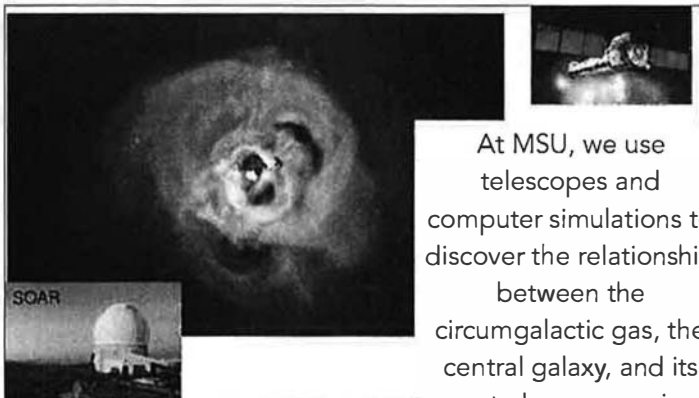 SOAR
At MSU, we use
telescopes and
computer simulations t
discover the relationshi
between the
circumgalactic gas, the
central galaxy, and its